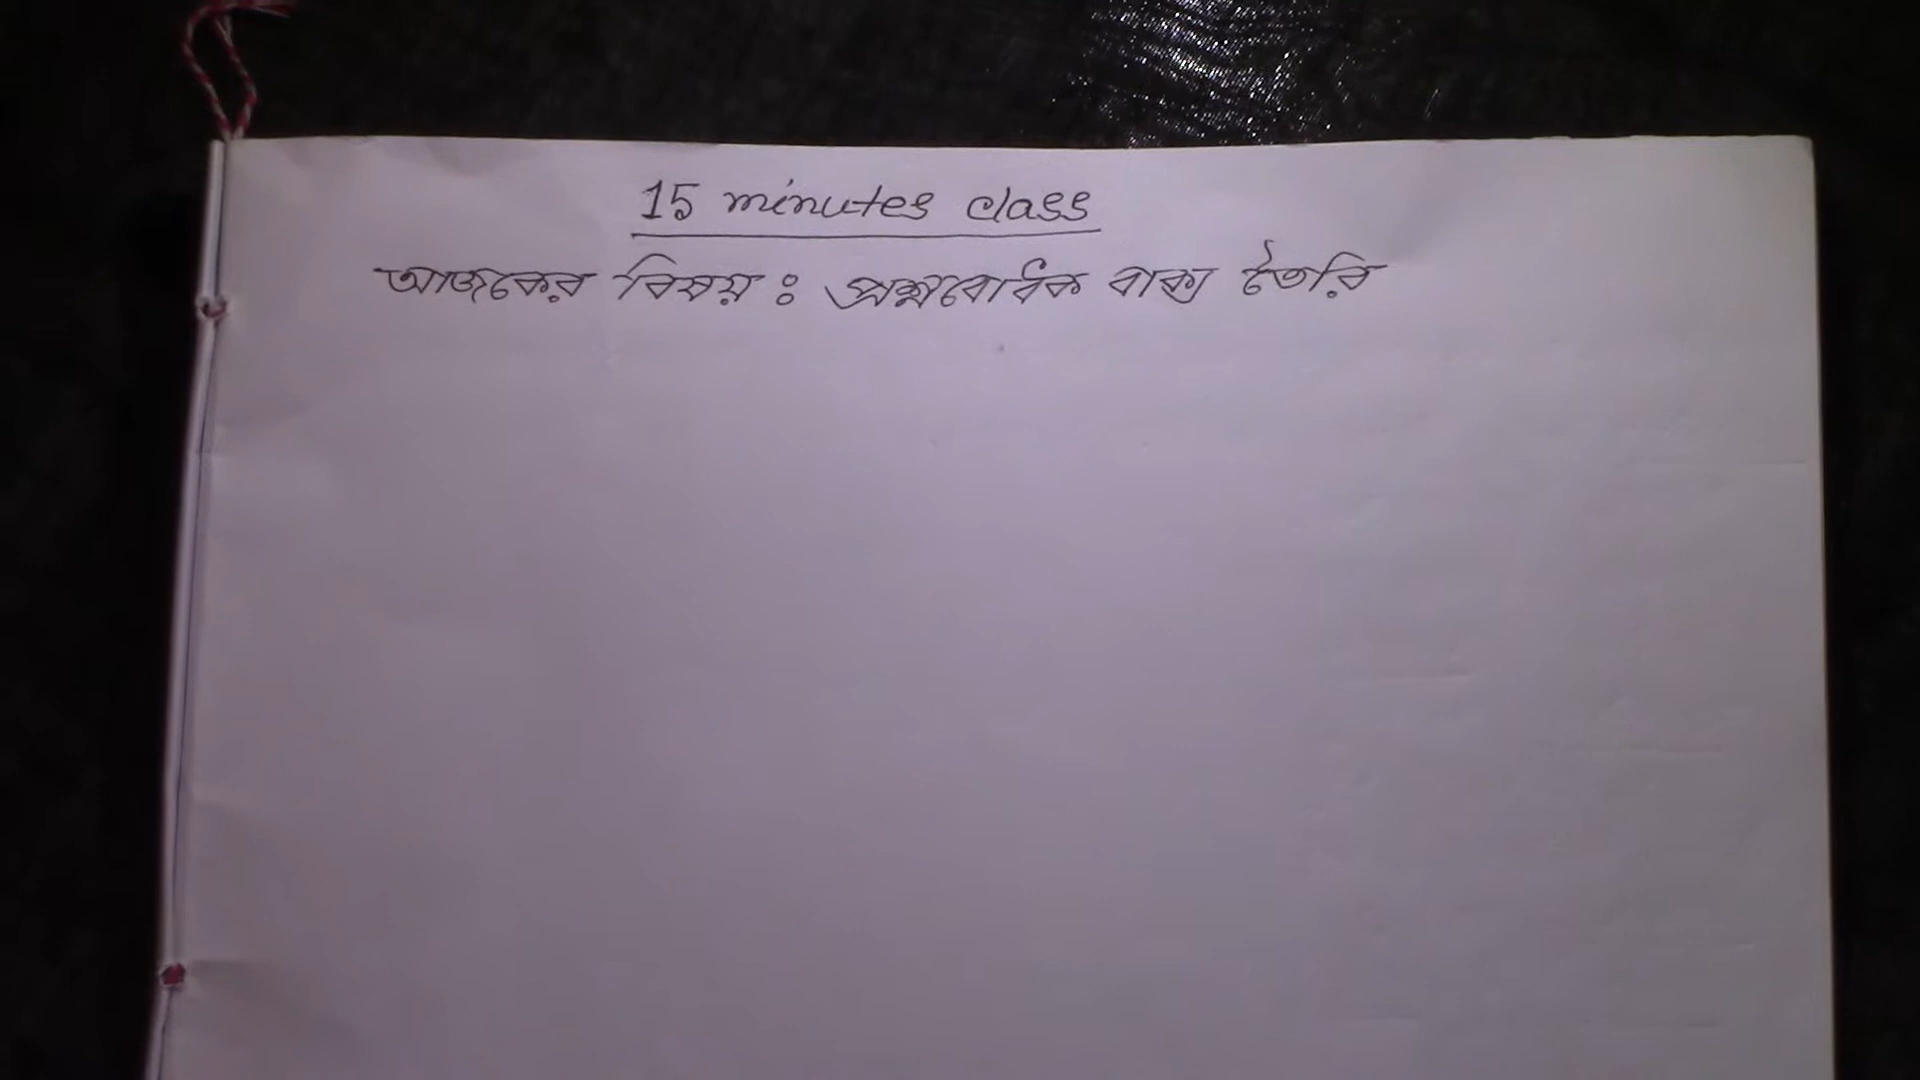 15 minutes class
আজকের বিষয় : প্রশ্নবোধক বাক্য তৈরি